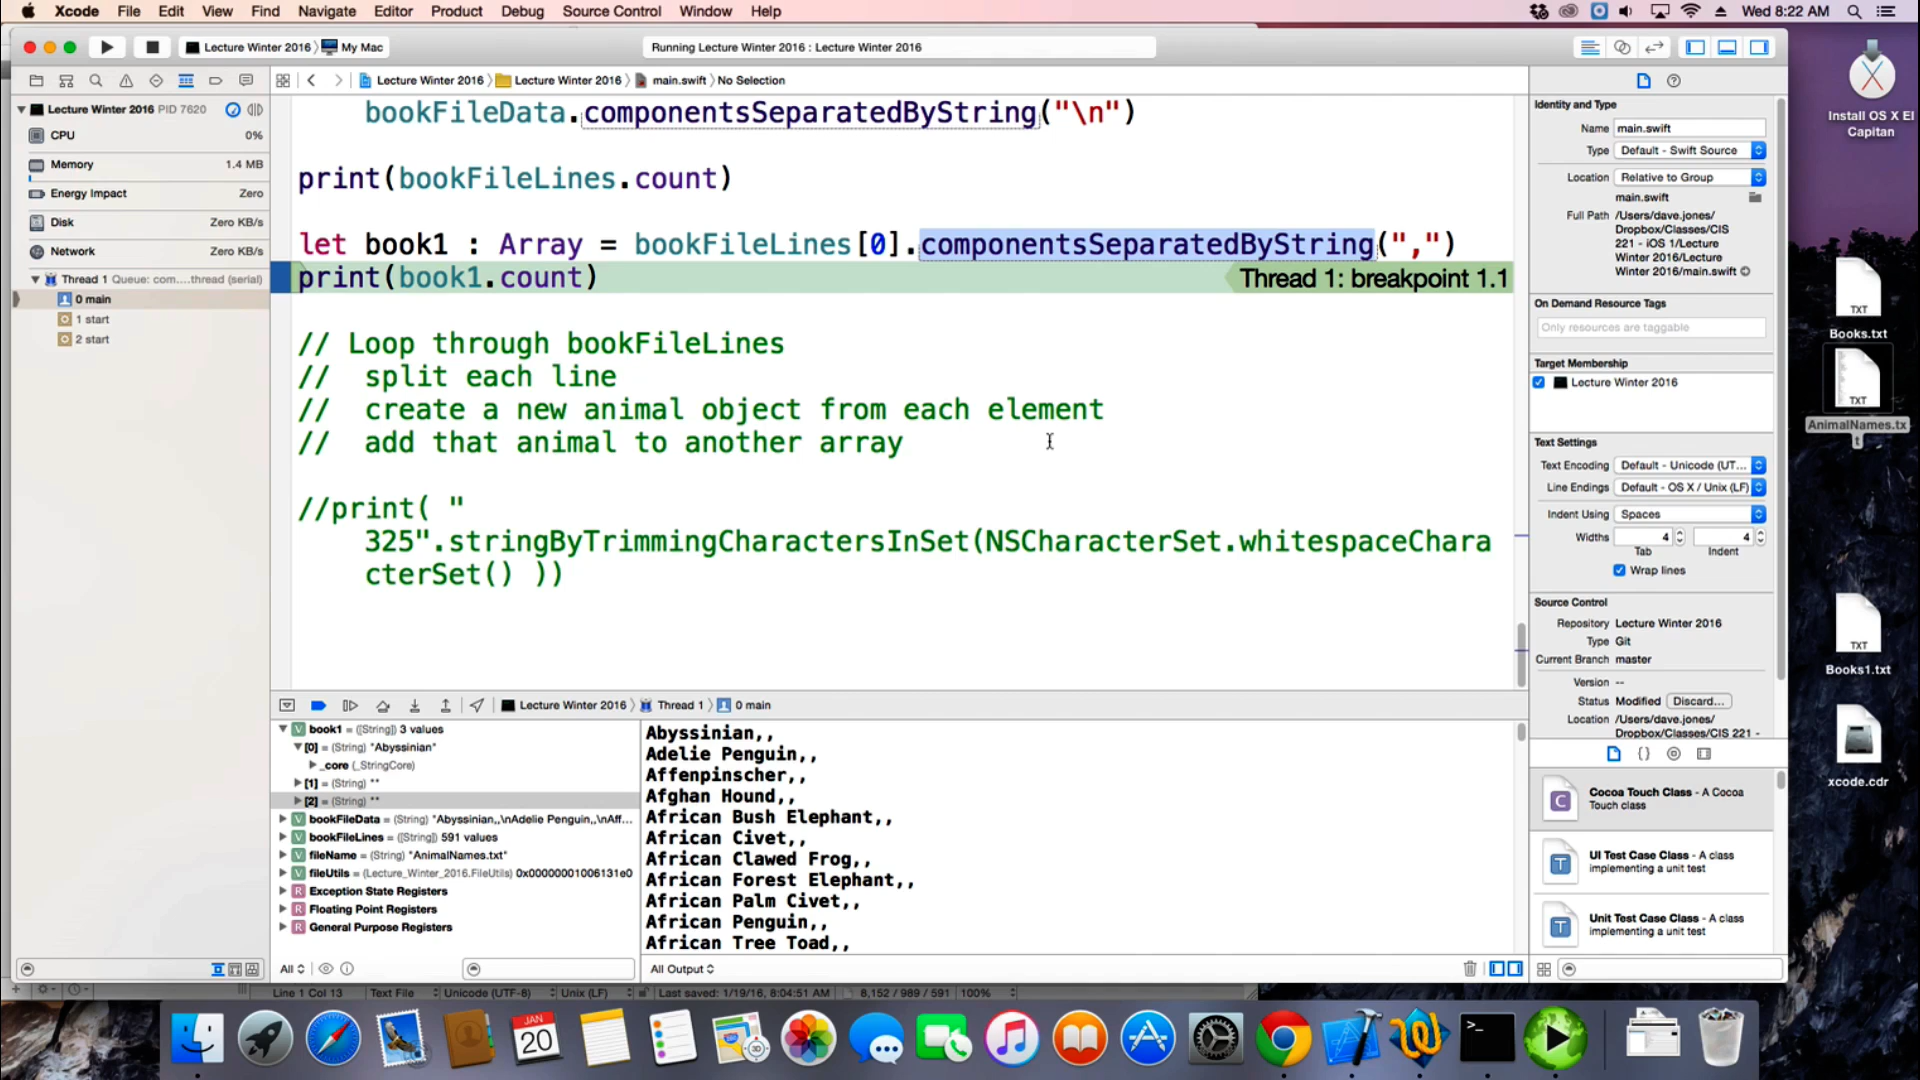 Xcode File Edit View Find Navigate Editor Product Debug Source Control Window Help Wed 8:22 AM
Lecture Winter 2016 My Mac
Running Lecture Winter 2016 : Lecture Winter 2016
Lecture Winter 2016 Lecture Winter 2016 main.swift No Selection
Lecture Winter 2016 PID 7620
CPU 0%
Memory 1.4 MB
Energy Impact Zero
Disk Zero KB/s
Network Zero KB/s
Thread 1 Queue: com....thread (serial)
0 main
1 start
2 start
bookFileData.componentsSeparatedByString("\n")
print(bookFileLines.count)
let book1 : Array = bookFileLines[0].componentsSeparatedByString(",")
print(book1.count)
Thread 1: breakpoint 1.1
// Loop through bookFileLines
// split each line
// create a new animal object from each element
// add that animal to another array
//print( "
325".stringByTrimmingCharactersInSet(NSCharacterSet.whitespaceChara
cterSet() ))
Lecture Winter 2016 Thread 1 0 main
book1 = ([String]) 3 values
[0] = (String) "Abyssinian"
_core (_StringCore)
[1] = (String) ""
[2] = (String) ""
bookFileData = (String) "Abyssinian,,\nAdelie Penguin,,\nAff...
bookFileLines = ([String]) 591 values
fileName = (String) "AnimalNames.txt"
fileUtils = (Lecture_Winter_2016.FileUtils) 0x00000001006131e0
Exception State Registers
Floating Point Registers
General Purpose Registers
All
Abyssinian,,
Adelie Penguin,,
Affenpinscher,,
Afghan Hound,,
African Bush Elephant,,
African Civet,,
African Clawed Frog,,
African Forest Elephant,,
African Palm Civet,,
African Penguin,,
African Tree Toad,,
All Output
Identity and Type
Name main.swift
Type Default - Swift Source
Location Relative to Group
main.swift
Full Path /Users/dave.jones/
Dropbox/Classes/CIS
221 - iOS 1/Lecture
Winter 2016/Lecture
Winter 2016/main.swift
On Demand Resource Tags
Only resources are taggable
Target Membership
Lecture Winter 2016
Text Settings
Text Encoding Default - Unicode (UT...
Line Endings Default - OS X / Unix (LF)
Indent Using Spaces
Widths 4 4
Tab Indent
Wrap lines
Source Control
Repository Lecture Winter 2016
Type Git
Current Branch master
Version --
Status Modified Discard...
Location /Users/dave.jones/
Dropbox/Classes/CIS 221 -
Cocoa Touch Class - A Cocoa
Touch class
UI Test Case Class - A class
implementing a unit test
Unit Test Case Class - A class
implementing a unit test
Install OS X El
Capitan
TXT
Books.txt
TXT
AnimalNames.tx
t
TXT
Books1.txt
xcode.cdr
Line 1 Col 13 Text File Unicode (UTF-8) Unix (LF) Last saved: 1/19/16, 8:04:51 AM 8,152 / 989 / 591 100%
JAN
20
3D